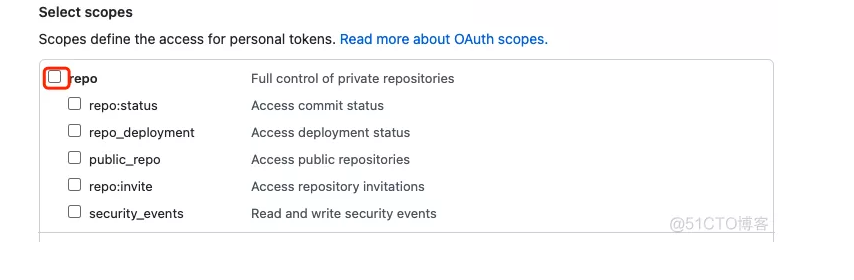 Select scopes
Scopes define the access for personal tokens. Read more about OAuth scopes.
repo Full control of private repositories
repo:status Access commit status
repo_deployment Access deployment status
public_repo Access public repositories
repo:invite Access repository invitations
security_events Read and write security events
@51CTO博客